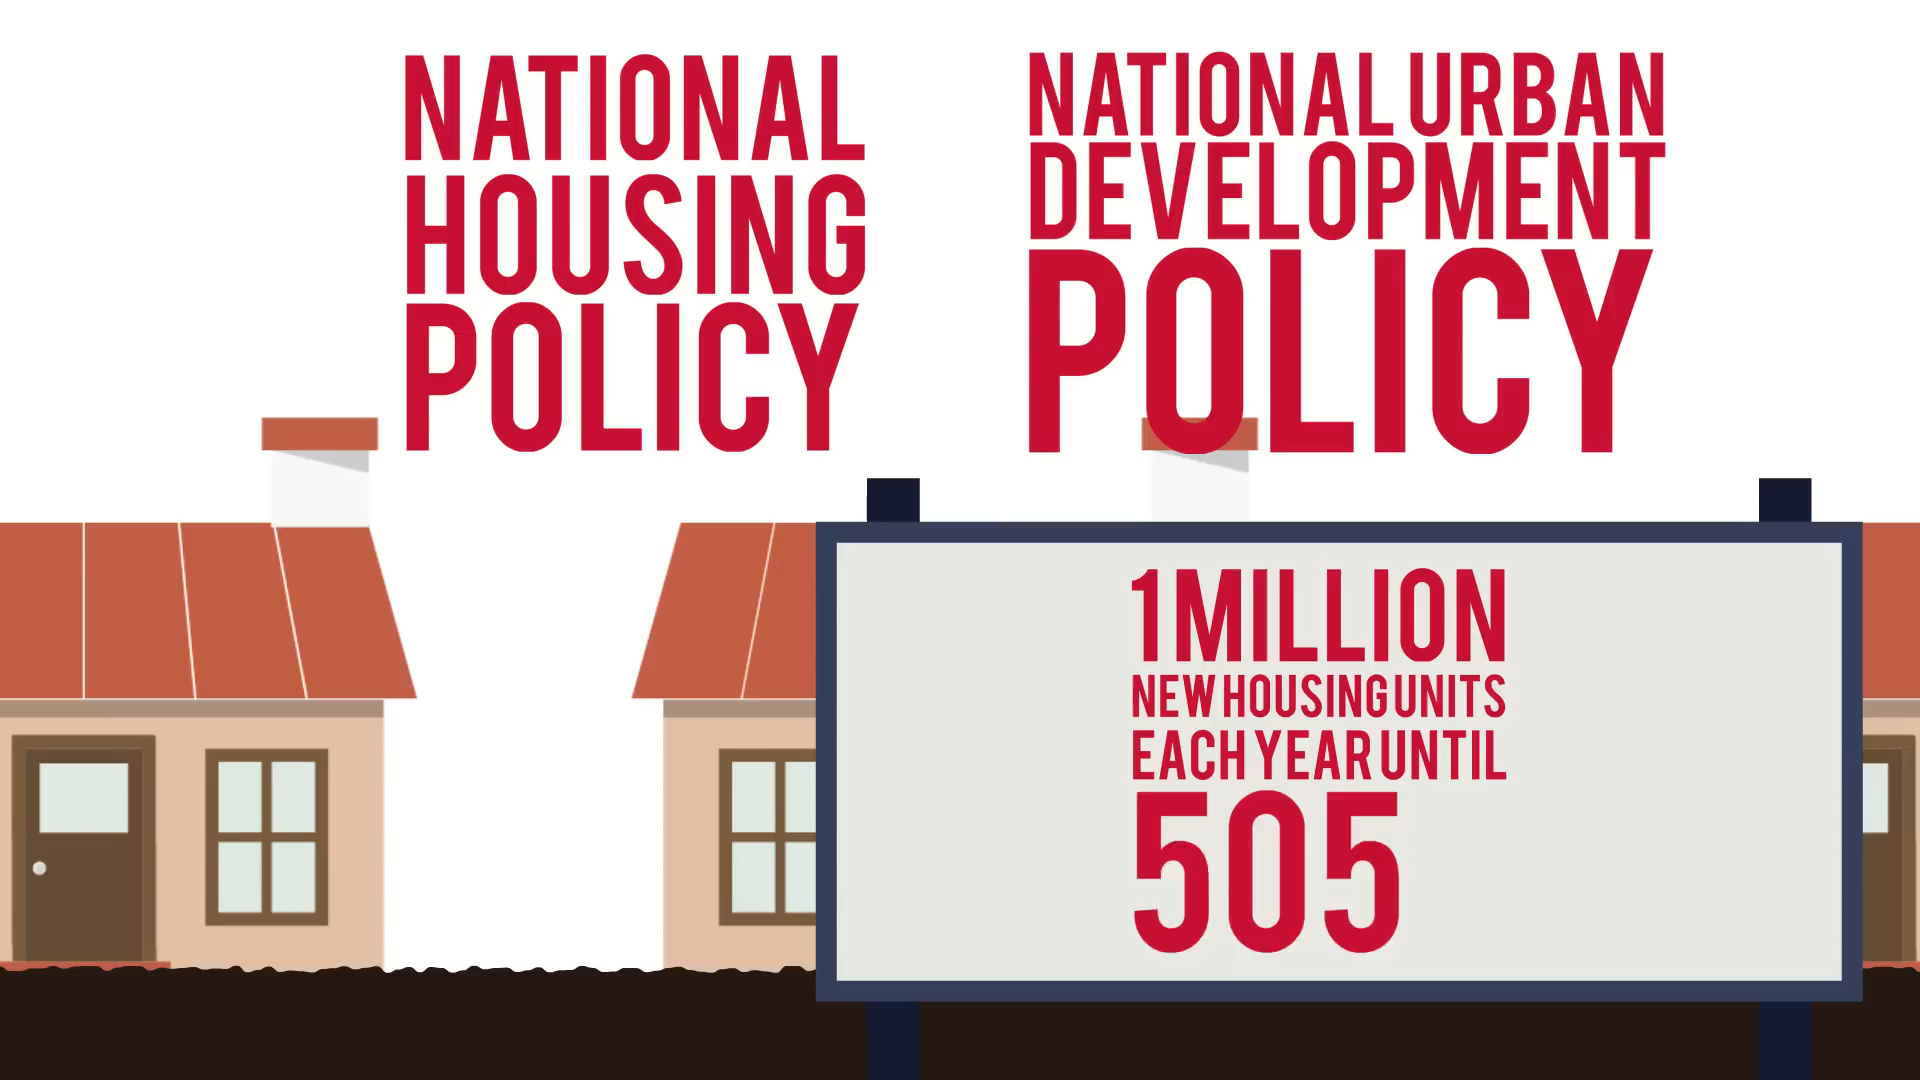 NATIONAL
HOUSING
POLICY
NATIONAL URBAN
DEVELOPMENT
POLICY
1 MILLION
NEW HOUSING UNITS
EACH YEAR UNTIL
505